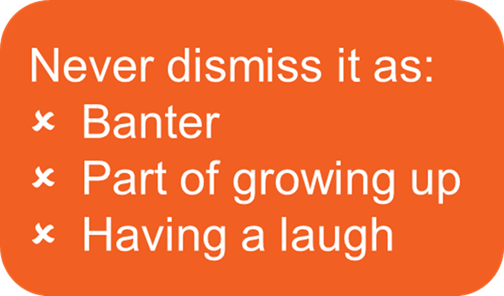 Never dismiss it as:
✘ Banter
✘ Part of growing up
✘ Having a laugh